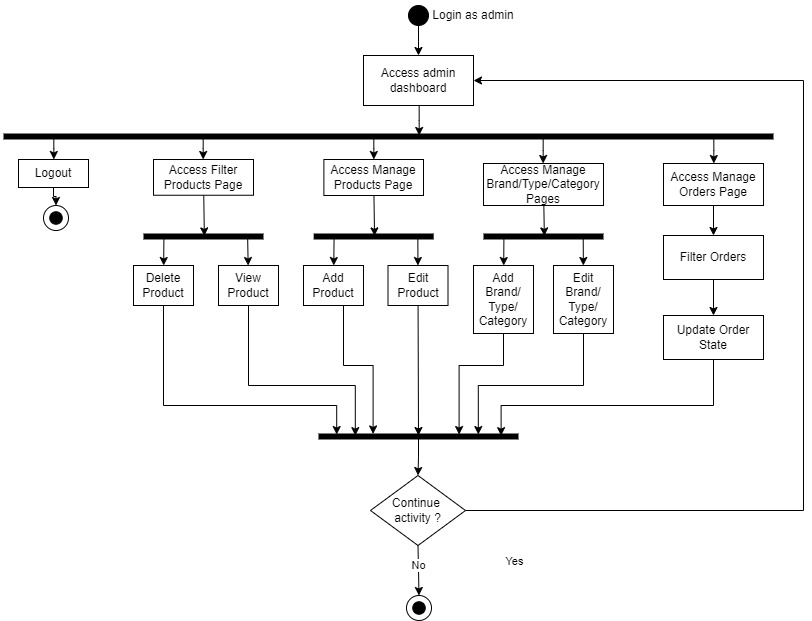 Login as admin
Access admin
dashboard
Logout
Access Filter
Products Page
Access Manage
Products Page
Access Manage
Brand/Type/Category
Pages
Access Manage
Orders Page
Filter Orders
Delete
Product
View
Product
Add
Product
Edit
Product
Add
Brand/
Type/
Category
Edit
Brand/
Type/
Category
Update Order
State
Continue
activity ?
No
Yes